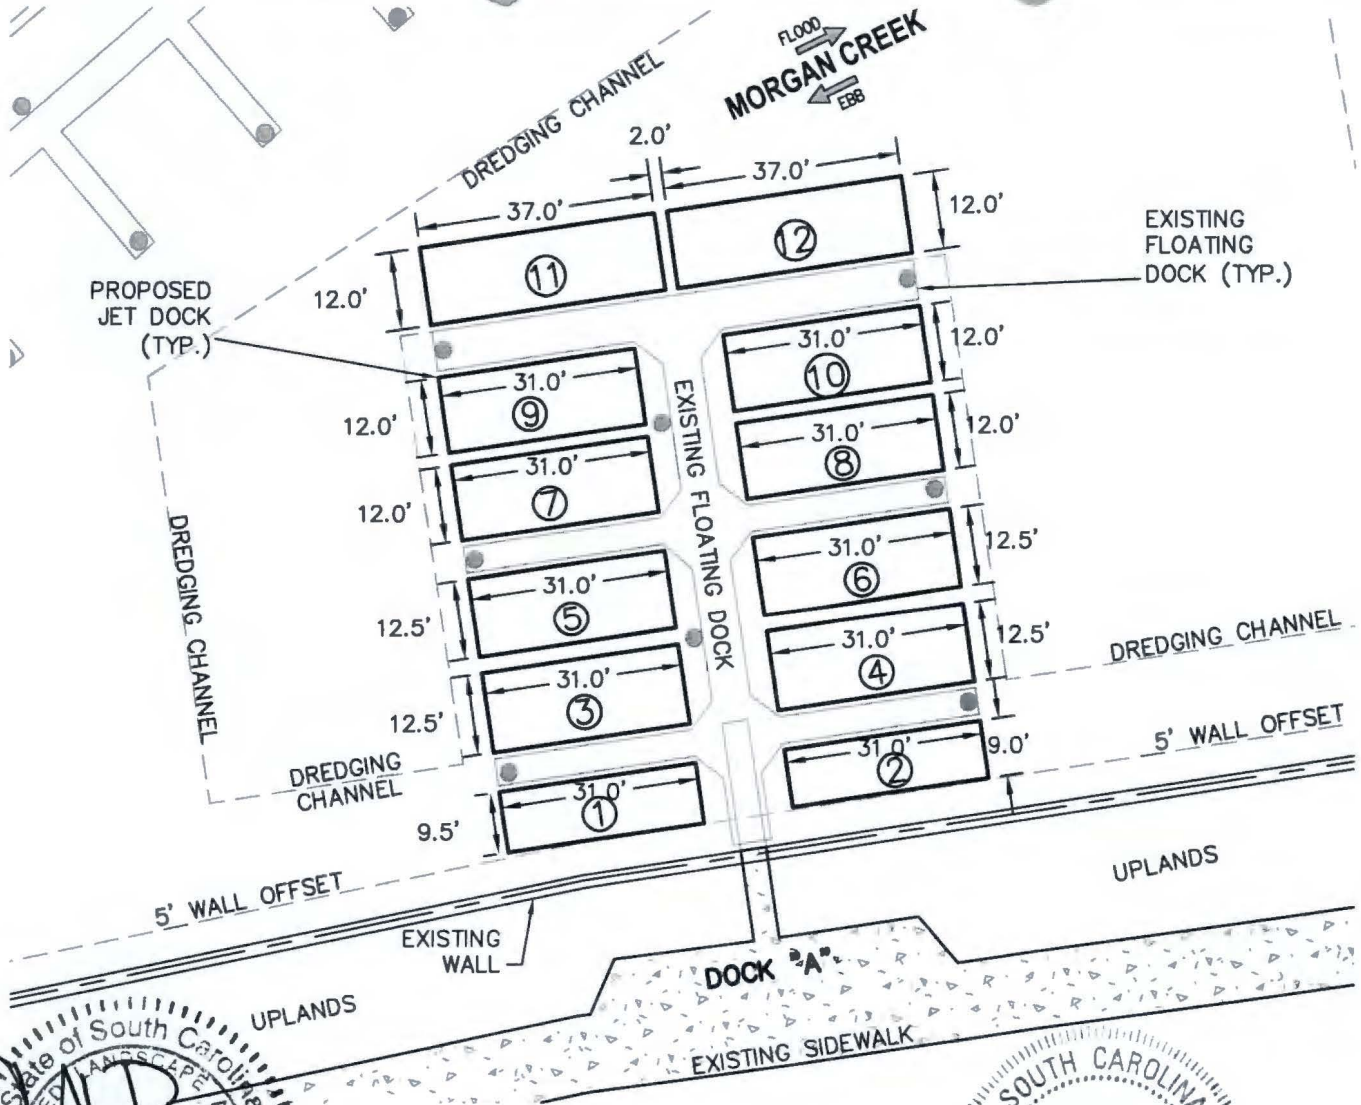 FLOOD
MORGAN CREEK
EBB
DREDGING CHANNEL
2.0'
37.0'
37.0'
12.0'
12.0'
11
12
EXISTING
FLOATING
DOCK (TYP.)
PROPOSED
JET DOCK
(TYP.)
31.0'
10
12.0'
31.0'
9
12.0'
31.0'
8
12.0'
31.0'
7
12.0'
EXISTING FLOATING DOCK
DREDGING CHANNEL
31.0'
6
12.5'
31.0'
5
12.5'
31.0'
4
12.5'
31.0'
3
12.5'
DREDGING CHANNEL
5' WALL OFFSET
31.0'
2
9.0'
DREDGING
CHANNEL
31.0'
1
9.5'
5' WALL OFFSET
UPLANDS
EXISTING
WALL
DOCK "A"
UPLANDS
EXISTING SIDEWALK
State of South Carolina
LANDSCAPE
SOUTH CAROLINA